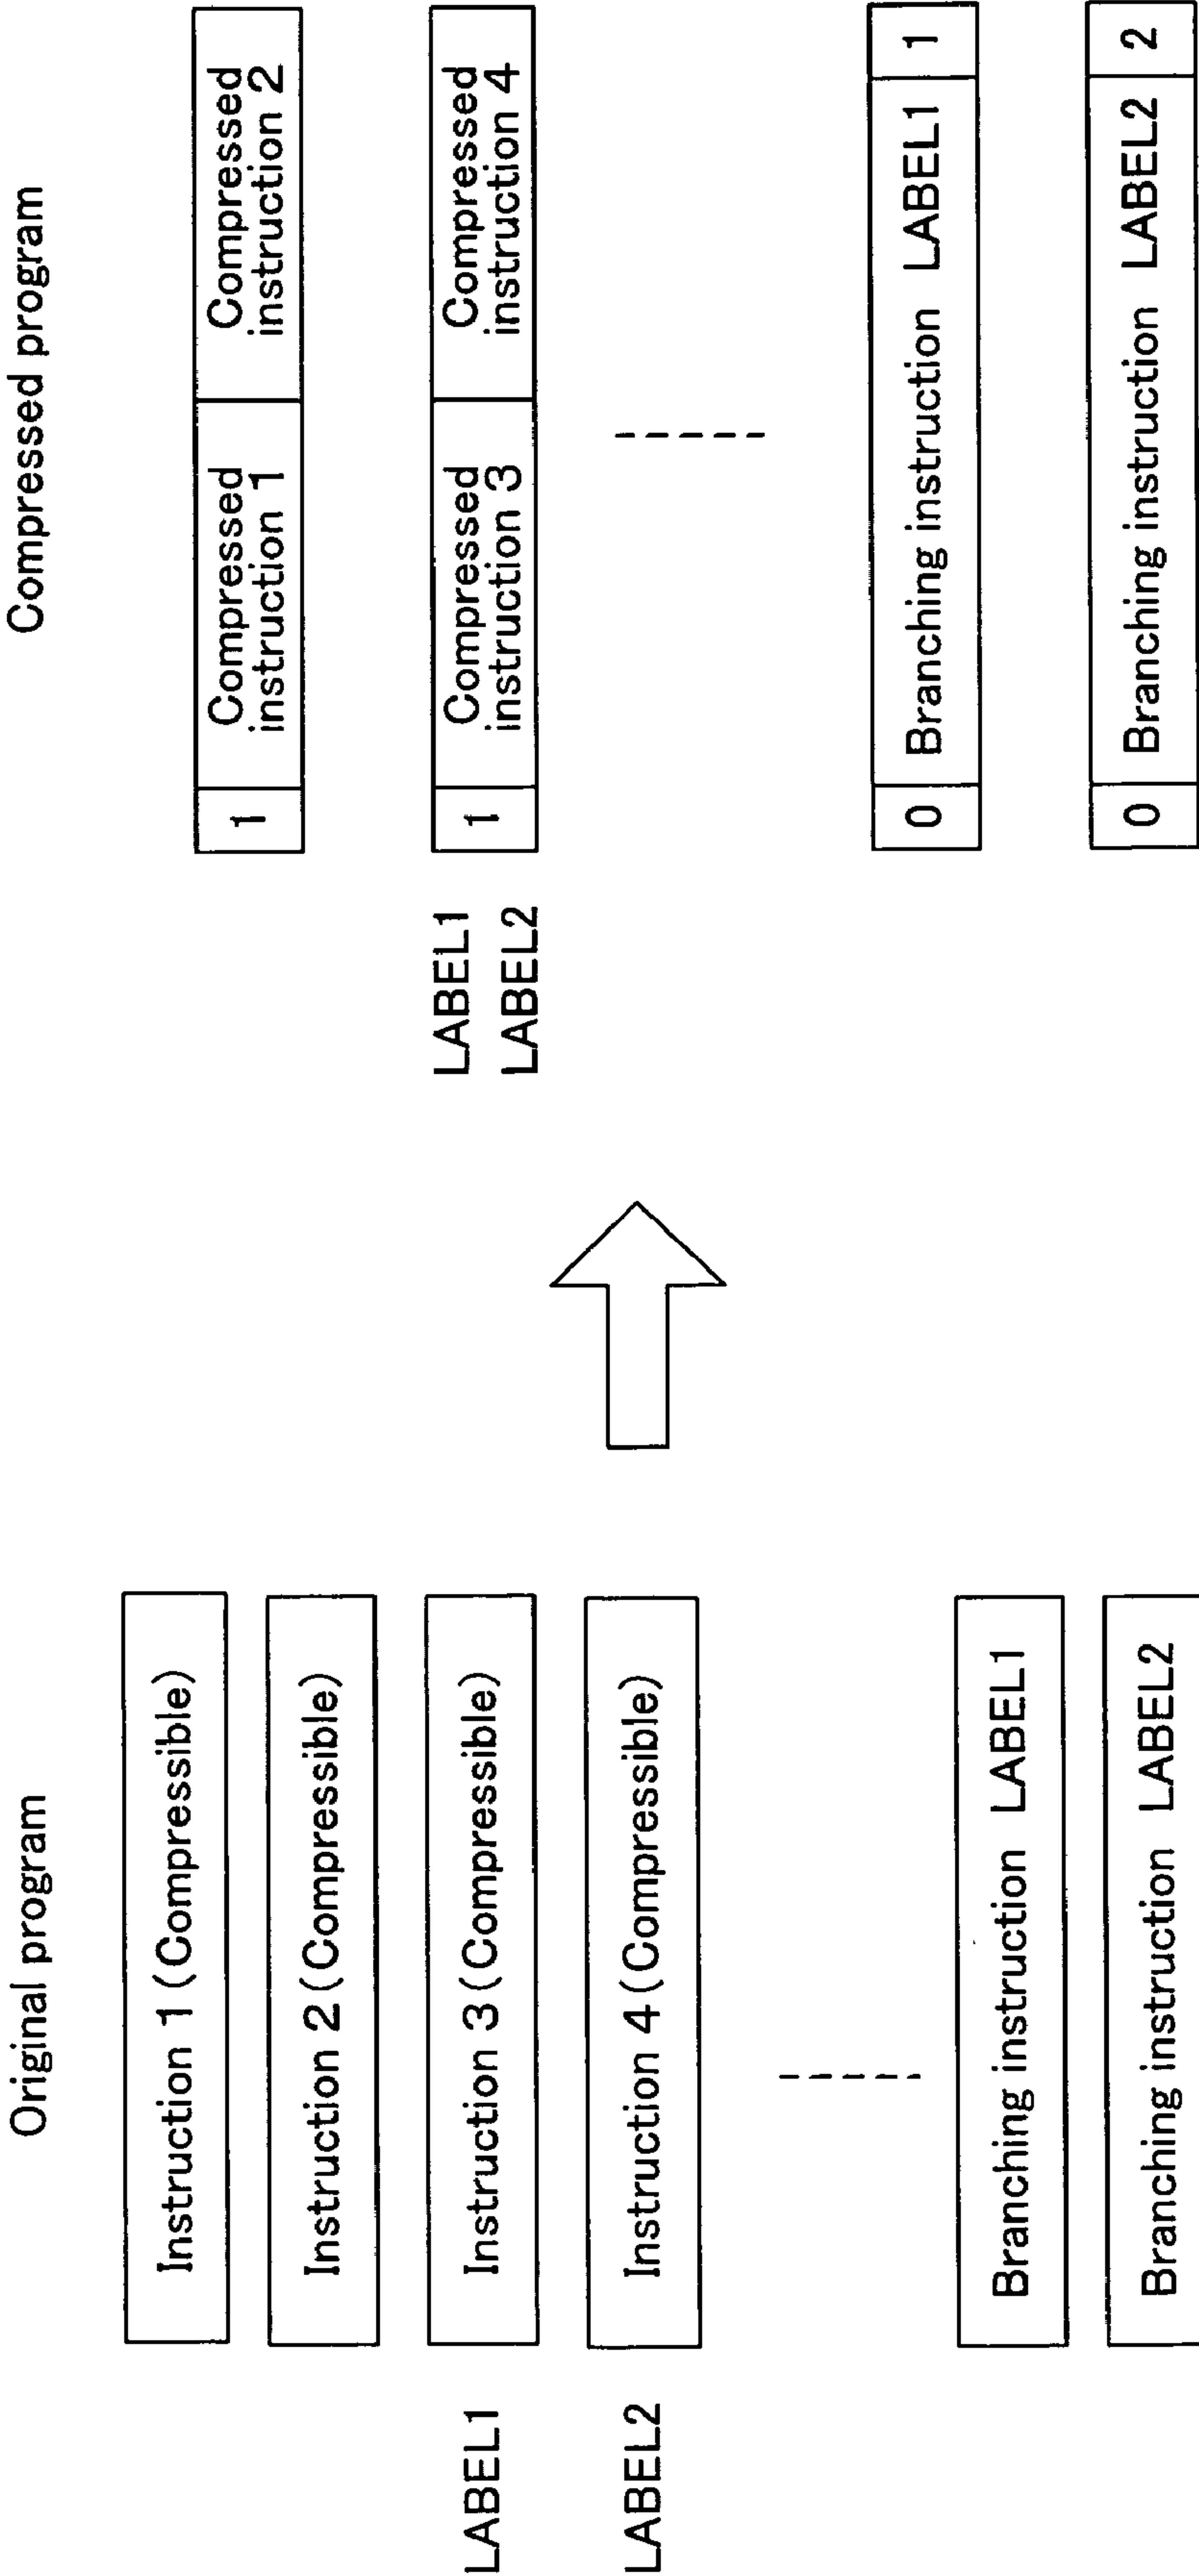 Original program
Instruction 1 (Compressible)
Instruction 2 (Compressible)
LABEL1 Instruction 3 (Compressible)
LABEL2 Instruction 4 (Compressible)
Branching instruction LABEL1
Branching instruction LABEL2
Compressed program
1 Compressed instruction 1 Compressed instruction 2
LABEL1
LABEL2
1 Compressed instruction 3 Compressed instruction 4
0 Branching instruction LABEL1 1
0 Branching instruction LABEL2 2